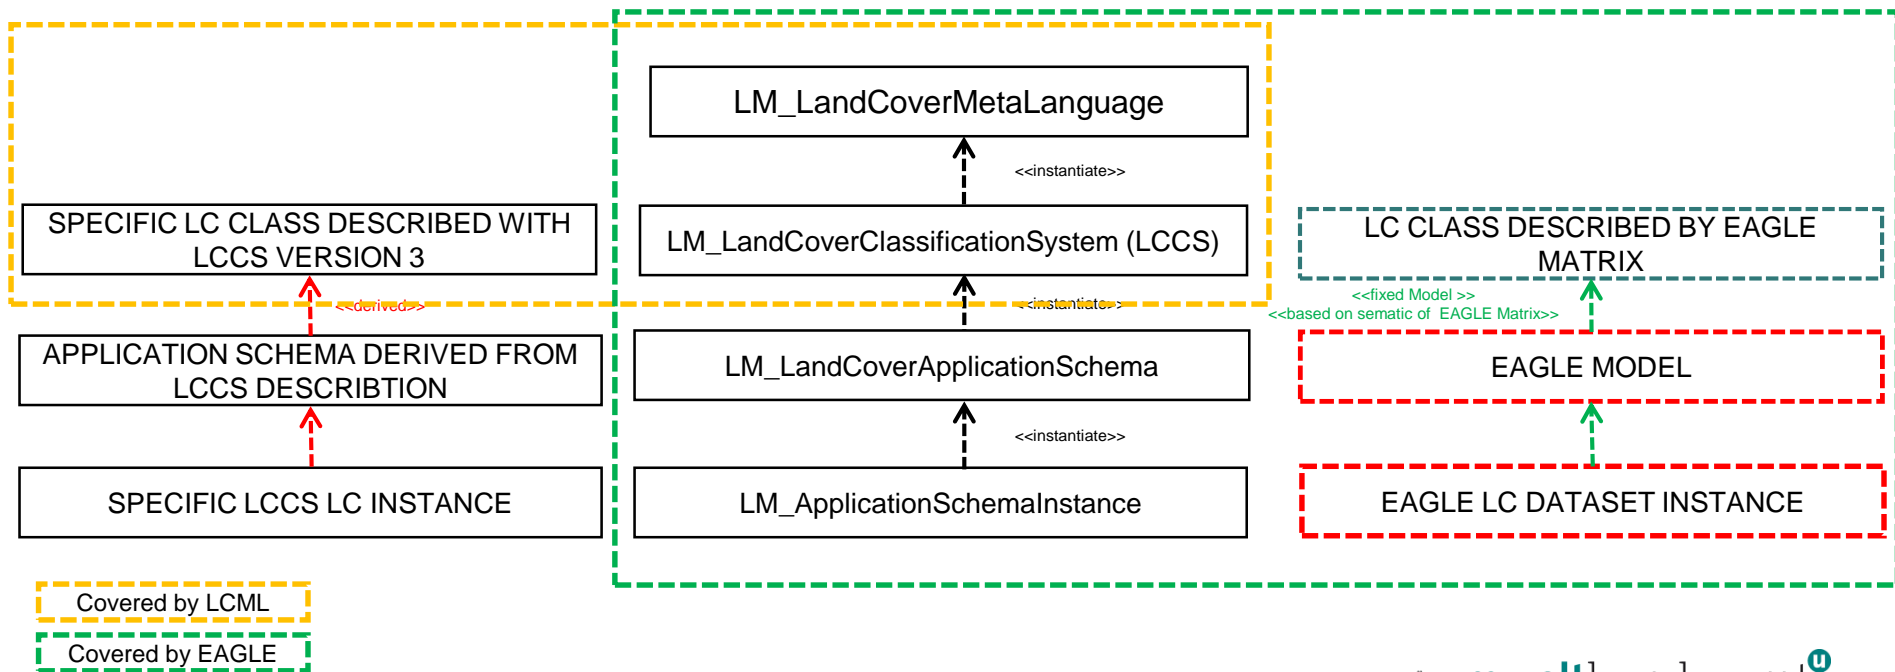 LM_LandCoverMetaLanguage
<<instantiate>>
SPECIFIC LC CLASS DESCRIBED WITH
LCCS VERSION 3
LM_LandCoverClassificationSystem (LCCS)
LC CLASS DESCRIBED BY EAGLE
MATRIX
<<derived>>
<<instantiate>>
<<fixed Model >>
<<based on sematic of EAGLE Matrix>>
APPLICATION SCHEMA DERIVED FROM
LCCS DESCRIBTION
LM_LandCoverApplicationSchema
EAGLE MODEL
<<instantiate>>
SPECIFIC LCCS LC INSTANCE
LM_ApplicationSchemaInstance
EAGLE LC DATASET INSTANCE
Covered by LCML
Covered by EAGLE